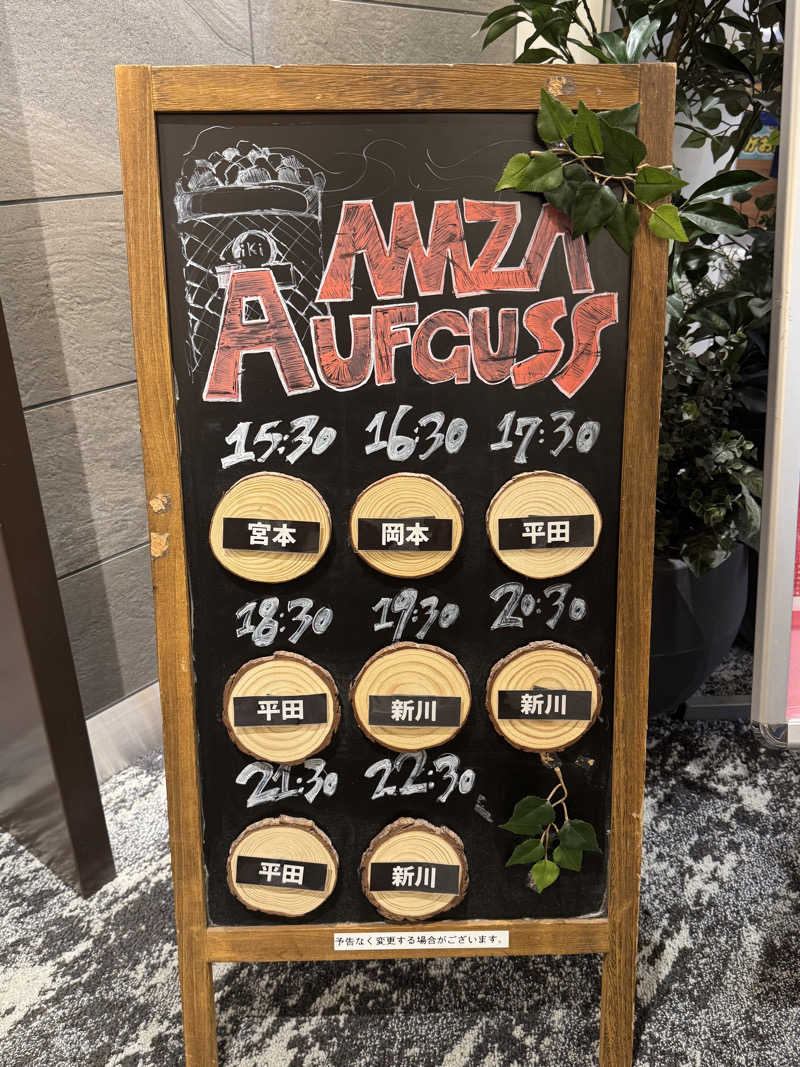 iki
AMMZA
AUFGUSS
15:30 16:30 17:30
宮本 岡本 平田
18:30 19:30 20:30
平田 新川 新川
21:30 22:30
平田 新川
予告なく変更する場合がございます。